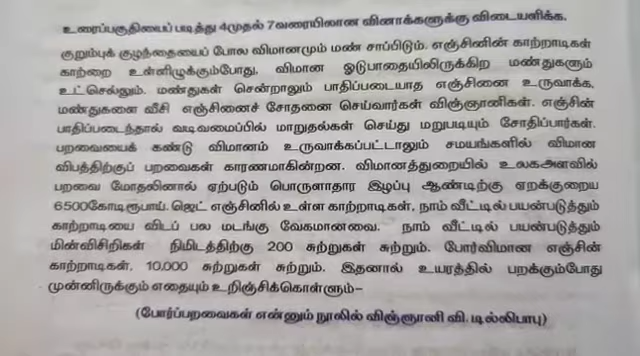 உரைப்பகுதியைப் படித்து 4முதல் 7வரையிலான வினாக்களுக்கு விடையளிக்க.
குறும்புக் குழந்தையைப் போல விமானமும் மண் சாப்பிடும். எஞ்சினின் காற்றாடிகள்
காற்றை உள்ளிழுக்கும்போது, விமான ஓடுபாதையிலிருக்கிற மண்துகளும்
உட்செல்லும். மண்துகள் சென்றாலும் பாதிப்படையாத எஞ்சினை உருவாக்க,
மண்துகளை வீசி எஞ்சினைச் சோதனை செய்வார்கள் விஞ்ஞானிகள். எஞ்சின்
பாதிப்படைந்தால் வடிவமைப்பில் மாறுதல்கள் செய்து மறுபடியும் சோதிப்பார்கள்.
பறவையைக் கண்டு விமானம் உருவாக்கப்பட்டாலும் சமயங்களில் விமான
விபத்திற்குப் பறவைகள் காரணமாகின்றன. விமானத்துறையில் உலகஅளவில்
பறவை மோதலினால் ஏற்படும் பொருளாதார இழப்பு ஆண்டிற்கு ஏறக்குறைய
6500கோடிரூபாய். ஜெட் எஞ்சினில் உள்ள காற்றாடிகள், நாம் வீட்டில் பயன்படுத்தும்
காற்றாடியை விடப் பல மடங்கு வேகமானவை. நாம் வீட்டில் பயன்படுத்தும்
மின்விசிறிகள் நிமிடத்திற்கு 200 சுற்றுகள் சுற்றும். போர்விமான எஞ்சின்
காற்றாடிகள், 10,000 சுற்றுகள் சுற்றும். இதனால் உயரத்தில் பறக்கும்போது
முன்னிருக்கும் எதையும் உறிஞ்சிக்கொள்ளும்–
(போர்ப்பறவைகள் என்னும் நூலில் விஞ்ஞானி வி. டில்லிபாபு)